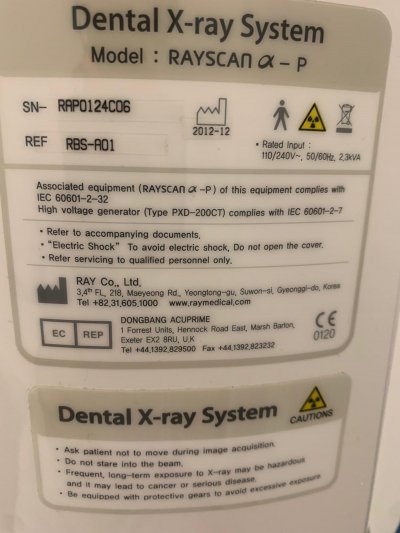 Dental X-ray System
Model : RAYSCAN α - P
SN- RAP0124C06
2012-12
REF RBS-A01
• Rated Input :
110/240V~, 50/60Hz, 2.3kVA
Associated equipment (RAYSCAN α -P) of this equipment complies with
IEC 60601-2-32
High voltage generator (Type PXD-200CT) complies with IEC 60601-2-7
• Refer to accompanying documents.
• "Electric Shock" To avoid electric shock, Do not open the cover.
• Refer servicing to qualified personnel only.
RAY Co., Ltd.
3,4th FL, 218, Maeyeong Rd., Yeongtong-gu, Suwon-si, Gyeonggi-do, Korea
Tel +82,31,605,1000 www.raymedical.com
EC REP
DONGBANG ACUPRIME
1 Forrest Units, Hennock Road East, Marsh Barton,
Exeter EX2 8RU, U.K
Tel +44,1392,829500 Fax +44,1392,823232
CE
0120
Dental X-ray System
CAUTIONS
• Ask patient not to move during image acquisition.
• Do not stare into the beam.
• Frequent, long-term exposure to X-ray may be hazardous
and it may lead to cancer or serious disease.
• Be equipped with protective gears to avoid excessive exposure